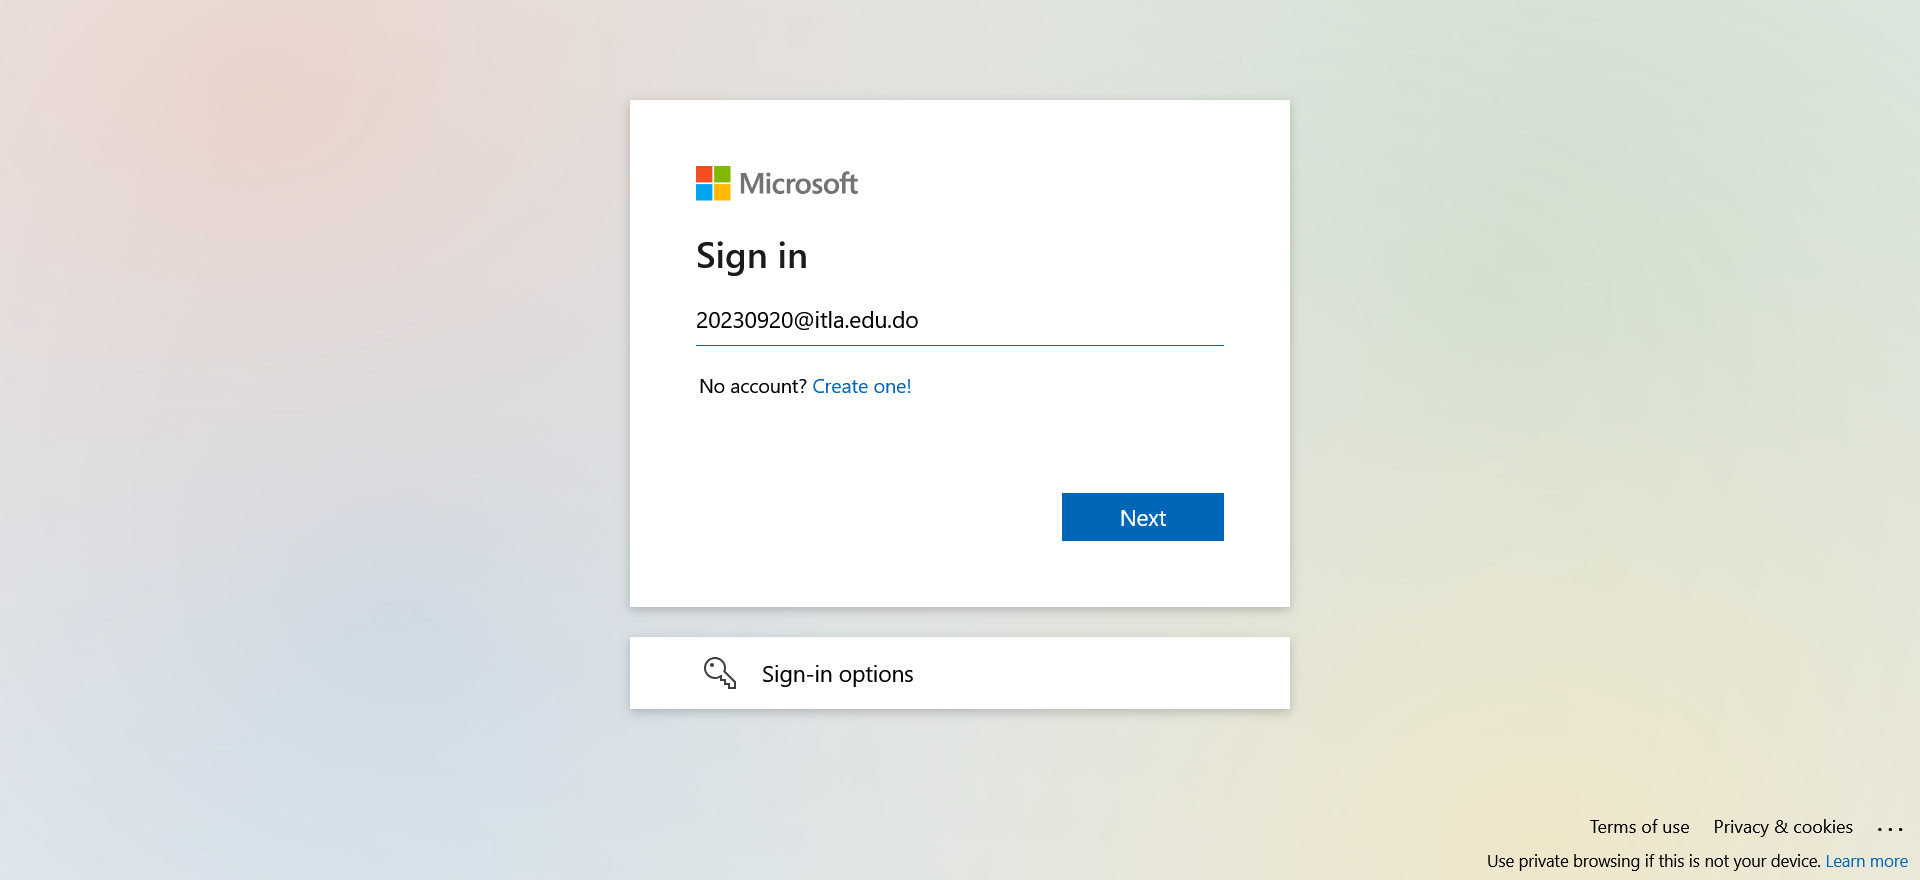 Microsoft
Sign in
20230920@itla.edu.do
No account? Create one!
Next
Sign-in options
Terms of use Privacy & cookies ...
Use private browsing if this is not your device. Learn more